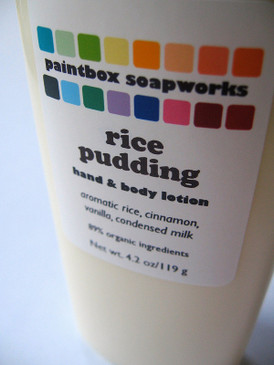 paintbox soapworks
rice
pudding
hand & body lotion
aromatic rice, cinnamon,
vanilla, condensed milk
89% organic ingredients
Net wt. 4.2 oz/119 g